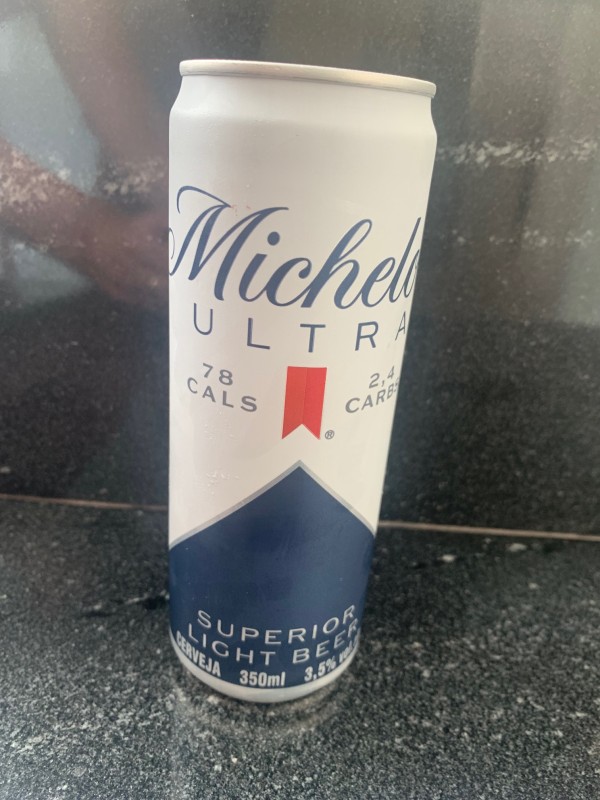 Michelo
ULTRA
78 2,4
CALS CARBS
®
SUPERIOR
LIGHT BEER
CERVEJA 350ml 3,5% vol